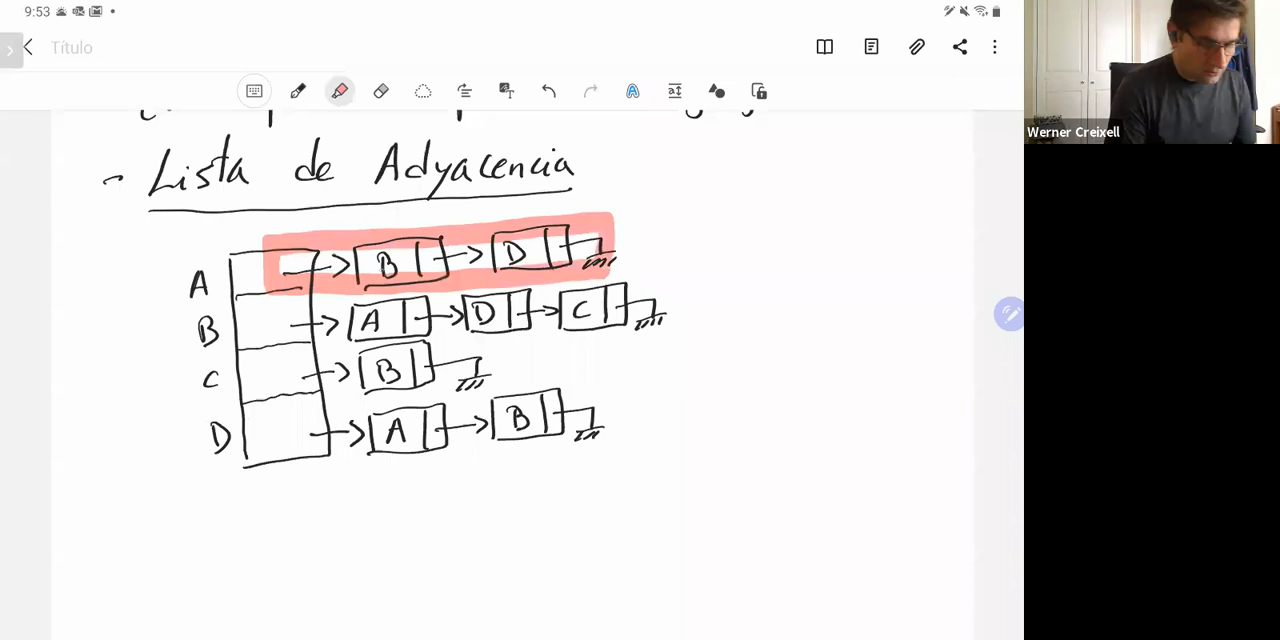 9:53
Título
Werner Creixell
- Lista de Adyacencia
A B D
B A D C
C B
D A B